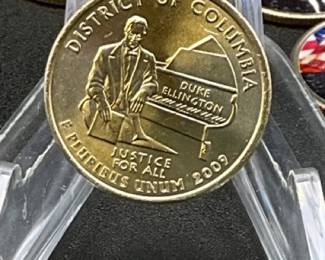 DISTRICT OF COLUMBIA
DUKE
ELLINGTON
JUSTICE
FOR ALL
E PLURIBUS UNUM 2009